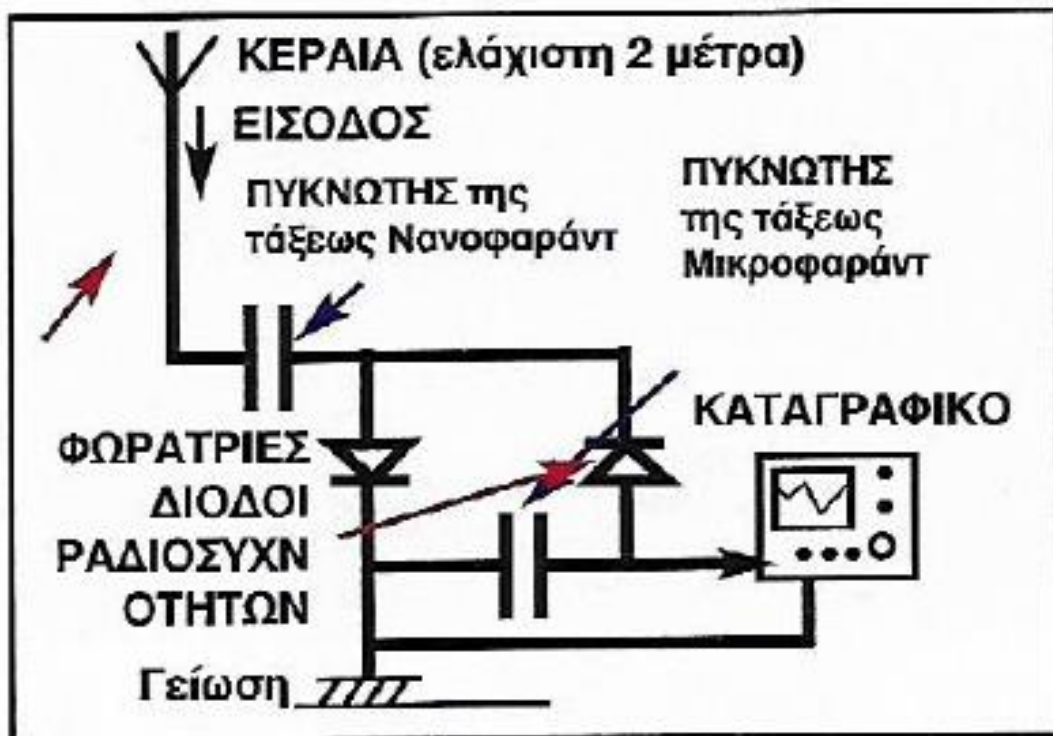 ΚΕΡΑΙΑ (ελάχιστη 2 μέτρα)
ΕΙΣΟΔΟΣ
ΠΥΚΝΩΤΗΣ της
τάξεως Νανοφαράντ
ΠΥΚΝΩΤΗΣ
της τάξεως
Μικροφαράντ
ΚΑΤΑΓΡΑΦΙΚΟ
ΦΩΡΑΤΡΙΕΣ
ΔΙΟΔΟΙ
ΡΑΔΙΟΣΥΧΝ
ΟΤΗΤΩΝ
Γείωση